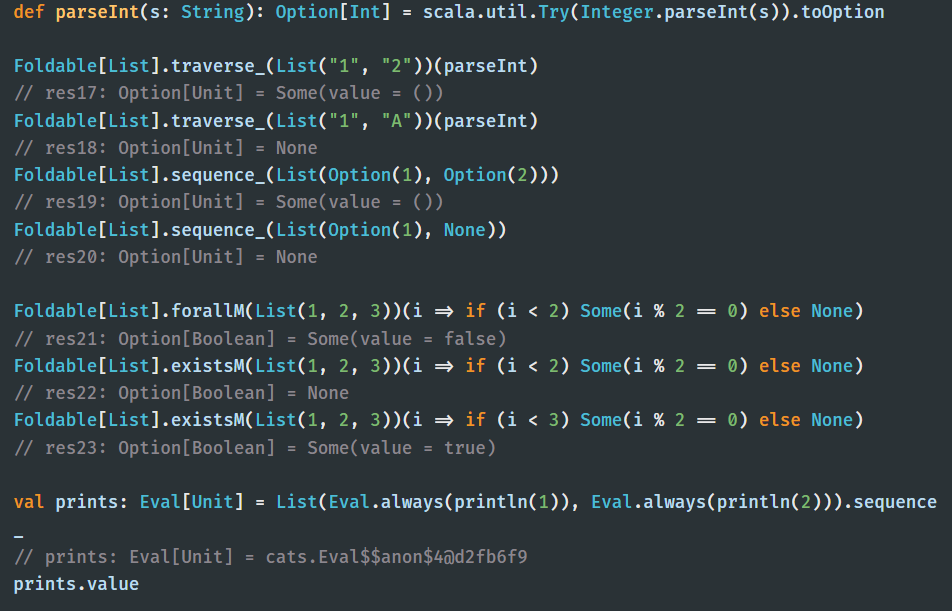 def parseInt(s: String): Option[Int] = scala.util.Try(Integer.parseInt(s)).toOption
Foldable[List].traverse_(List("1", "2"))(parseInt)
// res17: Option[Unit] = Some(value = ())
Foldable[List].traverse_(List("1", "A"))(parseInt)
// res18: Option[Unit] = None
Foldable[List].sequence_(List(Option(1), Option(2)))
// res19: Option[Unit] = Some(value = ())
Foldable[List].sequence_(List(Option(1), None))
// res20: Option[Unit] = None
Foldable[List].forallM(List(1, 2, 3))(i => if (i < 2) Some(i % 2 == 0) else None)
// res21: Option[Boolean] = Some(value = false)
Foldable[List].existsM(List(1, 2, 3))(i => if (i < 2) Some(i % 2 == 0) else None)
// res22: Option[Boolean] = None
Foldable[List].existsM(List(1, 2, 3))(i => if (i < 3) Some(i % 2 == 0) else None)
// res23: Option[Boolean] = Some(value = true)
val prints: Eval[Unit] = List(Eval.always(println(1)), Eval.always(println(2))).sequence
_
// prints: Eval[Unit] = cats.Eval$$anon$4@d2fb6f9
prints.value